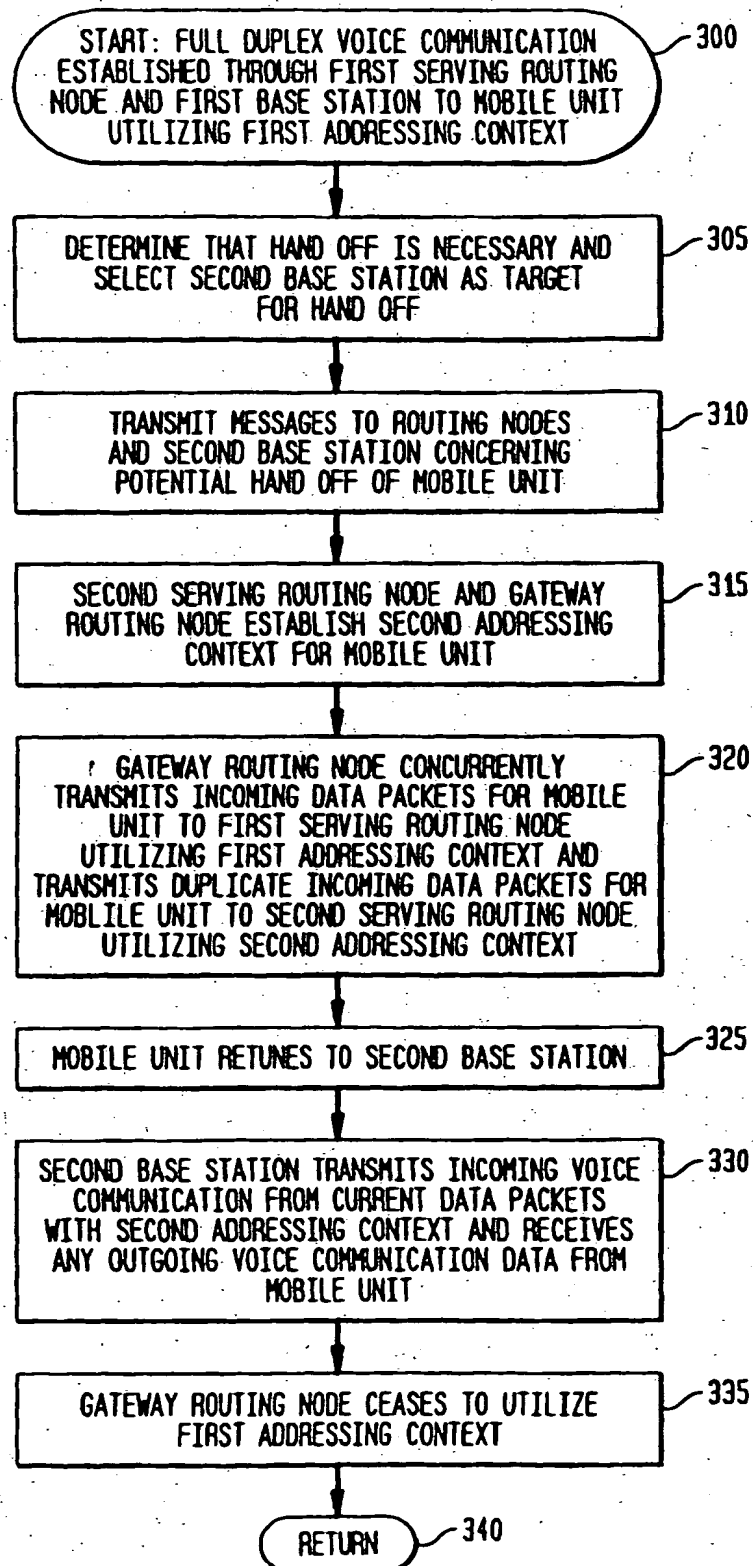 START: FULL DUPLEX VOICE COMMUNICATION
ESTABLISHED THROUGH FIRST SERVING ROUTING
NODE AND FIRST BASE STATION TO MOBILE UNIT
UTILIZING FIRST ADDRESSING CONTEXT
300
DETERMINE THAT HAND OFF IS NECESSARY AND
SELECT SECOND BASE STATION AS TARGET
FOR HAND OFF
305
TRANSMIT MESSAGES TO ROUTING NODES
AND SECOND BASE STATION CONCERNING
POTENTIAL HAND OFF OF MOBILE UNIT
310
SECOND SERVING ROUTING NODE AND GATEWAY
ROUTING NODE ESTABLISH SECOND ADDRESSING
CONTEXT FOR MOBILE UNIT
315
GATEWAY ROUTING NODE CONCURRENTLY
TRANSMITS INCOMING DATA PACKETS FOR MOBILE
UNIT TO FIRST SERVING ROUTING NODE
UTILIZING FIRST ADDRESSING CONTEXT AND
TRANSMITS DUPLICATE INCOMING DATA PACKETS FOR
MOBLILE UNIT TO SECOND SERVING ROUTING NODE
UTILIZING SECOND ADDRESSING CONTEXT
320
MOBILE UNIT RETUNES TO SECOND BASE STATION
325
SECOND BASE STATION TRANSMITS INCOMING VOICE
COMMUNICATION FROM CURRENT DATA PACKETS
WITH SECOND ADDRESSING CONTEXT AND RECEIVES
ANY OUTGOING VOICE COMMUNICATION DATA FROM
MOBILE UNIT
330
GATEWAY ROUTING NODE CEASES TO UTILIZE
FIRST ADDRESSING CONTEXT
335
RETURN
340